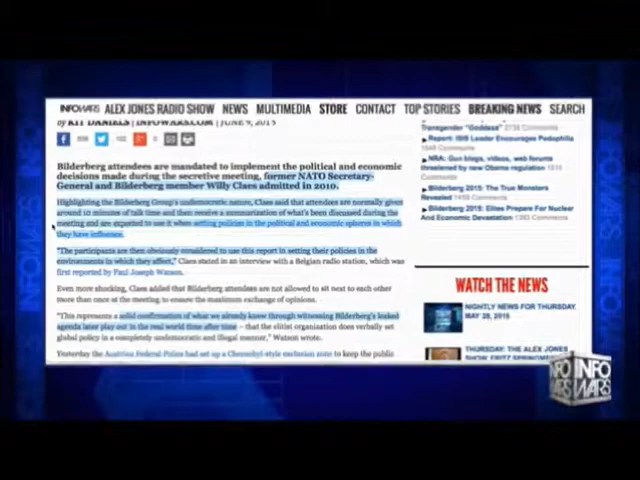 INFOWARS ALEX JONES RADIO SHOW NEWS MULTIMEDIA STORE CONTACT TOP STORIES BREAKING NEWS SEARCH
by KIT DANIELS | INFOWARS.COM | JUNE 9, 2015
Bilderberg attendees are mandated to implement the political and economic
decisions made during the secretive meeting, former NATO Secretary-
General and Bilderberg member Willy Claes admitted in 2010.
Highlighting the Bilderberg Group's undemocratic nature, Claes said that attendees are normally given
around 10 minutes of talk time and then receive a summarization of what's been discussed during the
meeting and are expected to use it when setting policies in the political and economic spheres in which
they have influence.
"The participants are then obviously considered to use this report in setting their policies in the
environments in which they affect," Claes stated in an interview with a Belgian radio station, which was
first reported by Paul Joseph Watson.
Even more shocking, Claes added that Bilderberg attendees are not allowed to sit next to each other
more than once at the meeting to ensure the maximum exchange of opinions.
"This represents a solid confirmation of what we already know through witnessing Bilderberg's leaked
agenda later play out in the real world time after time – that the elitist organization does verbally set
global policy in a completely undemocratic and illegal manner," Watson wrote.
Yesterday the Austrian Federal Police had set up a Chernobyl-style exclusion zone to keep the public
Transgender "Goddess" Comments
Report: ISIL Leader Encourages Pedophilia
Comments
NRA: Gun blogs, videos, web forums
threatened by new Obama regulation
Comments
Bilderberg 2015: The True Monsters
Revealed Comments
Bilderberg 2015: Elites Prepare For Nuclear
And Economic Devastation Comments
WATCH THE NEWS
NIGHTLY NEWS FOR THURSDAY,
MAY 28, 2015
THURSDAY: THE ALEX JONES
SHOW. FRITZ SPRINGMEIER
INFO
WARS